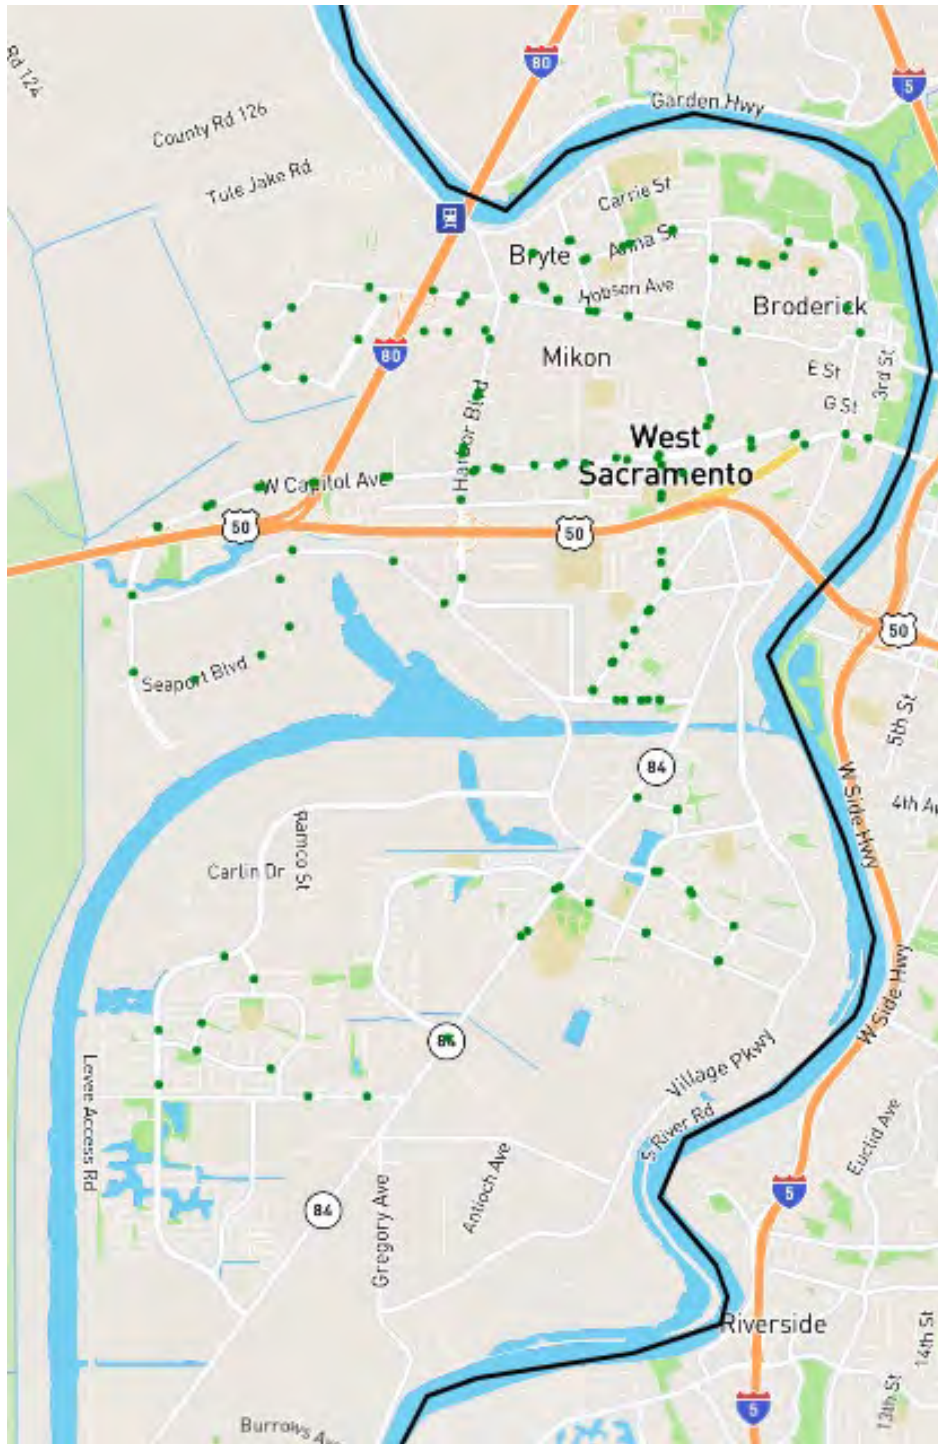 Rd 124
80
5
Garden Hwy
County Rd 126
Tule Jake Rd
Carrie St
Bryte
Anna St
Hobson Ave
Broderick
80
Mikon
E St
3rd St
G St
Harbor Blvd
West
Sacramento
W Capitol Ave
50
50
50
Seaport Blvd
5th St
84
W Side Hwy
4th Av
Ramco St
Carlin Dr
W Side Hwy
84
Village Pkwy
Levee Access Rd
S River Rd
Euclid Ave
Antioch Ave
5
84
Gregory Ave
Riverside
14th St
13th St
5
Burrows Ave